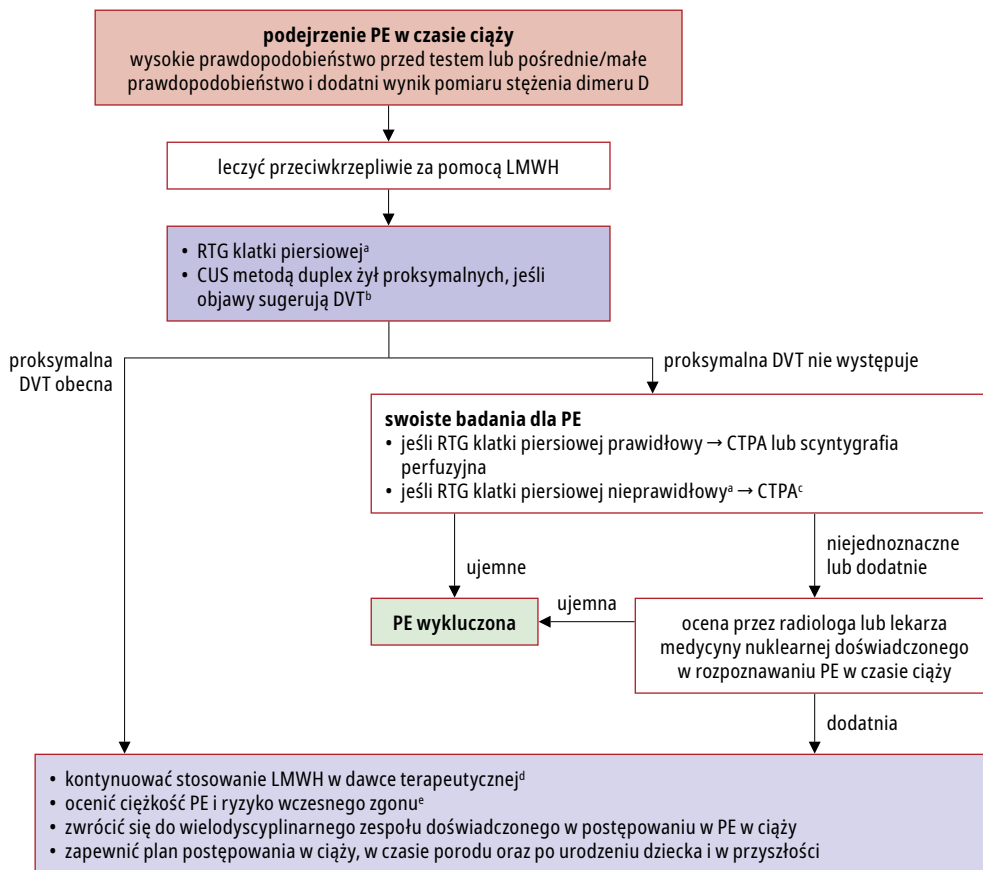 podejrzenie PE w czasie ciąży
wysokie prawdopodobieństwo przed testem lub pośrednie/małe
prawdopodobieństwo i dodatni wynik pomiaru stężenia dimeru D
leczyć przeciwkrzepliwie za pomocą LMWH
• RTG klatki piersiowejᵃ
• CUS metodą duplex żył proksymalnych, jeśli
objawy sugerują DVTᵇ
proksymalna
DVT obecna
proksymalna DVT nie występuje
swoiste badania dla PE
• jeśli RTG klatki piersiowej prawidłowy → CTPA lub scyntygrafia
perfuzyjna
• jeśli RTG klatki piersiowej nieprawidłowyᵃ → CTPAᶜ
ujemne
niejednoznaczne
lub dodatnie
PE wykluczona
ujemna
ocena przez radiologa lub lekarza
medycyny nuklearnej doświadczonego
w rozpoznawaniu PE w czasie ciąży
dodatnia
• kontynuować stosowanie LMWH w dawce terapeutycznejᵈ
• ocenić ciężkość PE i ryzyko wczesnego zgonuᵉ
• zwrócić się do wielodyscyplinarnego zespołu doświadczonego w postępowaniu w PE w ciąży
• zapewnić plan postępowania w ciąży, w czasie porodu oraz po urodzeniu dziecka i w przyszłości